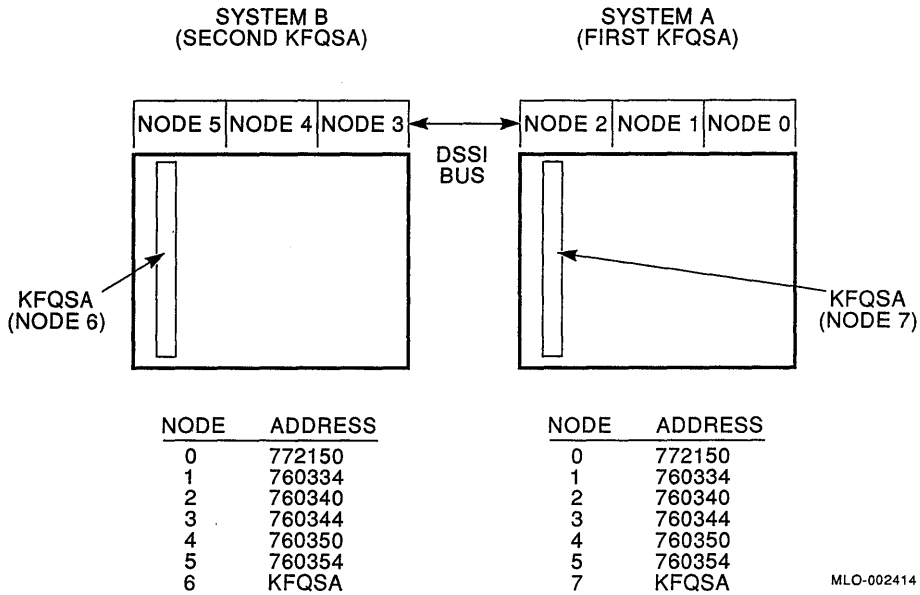 SYSTEM B
(SECOND KFQSA)
SYSTEM A
(FIRST KFQSA)
NODE 5 NODE 4 NODE 3
DSSI
BUS
NODE 2 NODE 1 NODE 0
KFQSA
(NODE 6)
KFQSA
(NODE 7)
NODE ADDRESS
0 772150
1 760334
2 760340
3 760344
4 760350
5 760354
6 KFQSA
NODE ADDRESS
0 772150
1 760334
2 760340
3 760344
4 760350
5 760354
7 KFQSA
MLO-002414